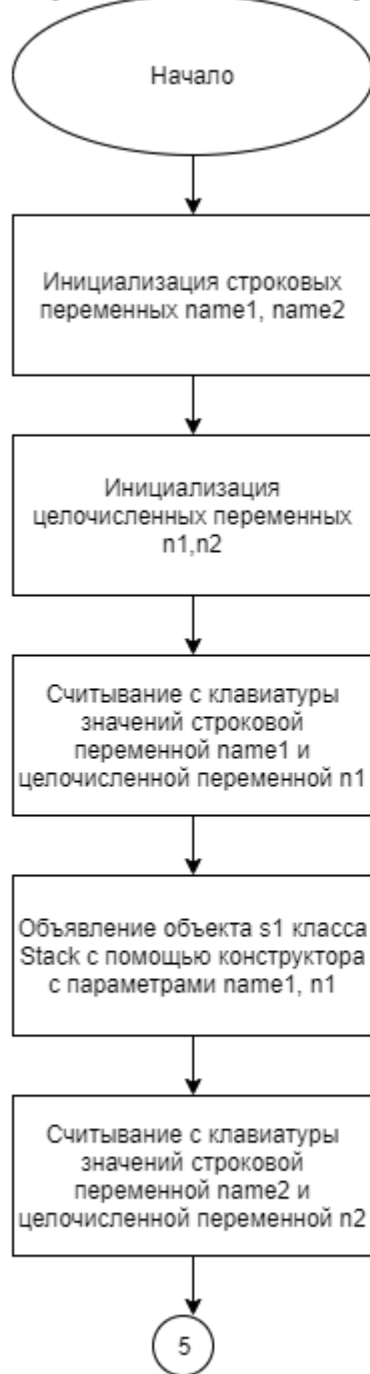 Начало
Инициализация строковых
переменных name1, name2
Инициализация
целочисленных переменных
n1,n2
Считывание с клавиатуры
значений строковой
переменной name1 и
целочисленной переменной n1
Объявление объекта s1 класса
Stack с помощью конструктора
с параметрами name1, n1
Считывание с клавиатуры
значений строковой
переменной name2 и
целочисленной переменной n2
5